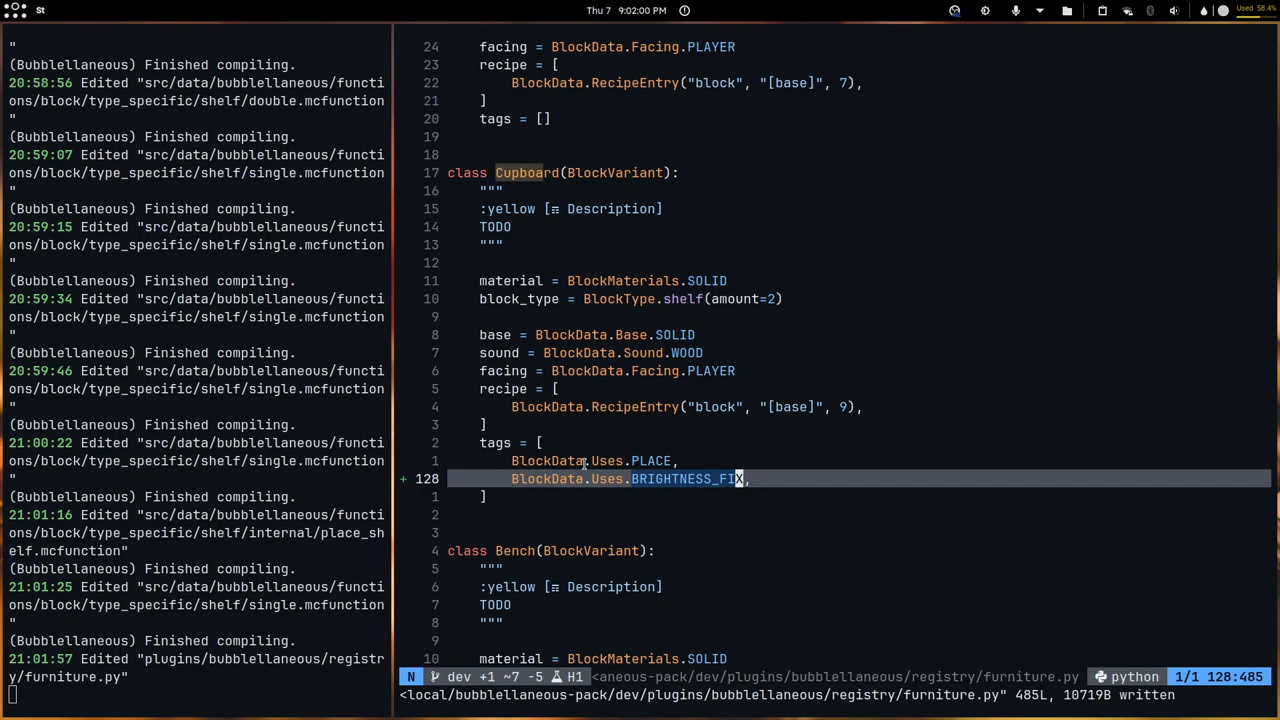 St
Thu 7 9:02:00 PM
Used 58.4%
"
(Bubblellaneous) Finished compiling.
20:58:56 Edited "src/data/bubblellaneous/functi
ons/block/type_specific/shelf/double.mcfunction
"
(Bubblellaneous) Finished compiling.
20:59:07 Edited "src/data/bubblellaneous/functi
ons/block/type_specific/shelf/single.mcfunction
"
(Bubblellaneous) Finished compiling.
20:59:15 Edited "src/data/bubblellaneous/functi
ons/block/type_specific/shelf/single.mcfunction
"
(Bubblellaneous) Finished compiling.
20:59:34 Edited "src/data/bubblellaneous/functi
ons/block/type_specific/shelf/single.mcfunction
"
(Bubblellaneous) Finished compiling.
20:59:46 Edited "src/data/bubblellaneous/functi
ons/block/type_specific/shelf/single.mcfunction
"
(Bubblellaneous) Finished compiling.
21:00:22 Edited "src/data/bubblellaneous/functi
ons/block/type_specific/shelf/single.mcfunction
"
(Bubblellaneous) Finished compiling.
21:01:16 Edited "src/data/bubblellaneous/functi
ons/block/type_specific/shelf/internal/place_sh
elf.mcfunction"
(Bubblellaneous) Finished compiling.
21:01:25 Edited "src/data/bubblellaneous/functi
ons/block/type_specific/shelf/single.mcfunction
"
(Bubblellaneous) Finished compiling.
21:01:57 Edited "plugins/bubblellaneous/registr
y/furniture.py"
24 facing = BlockData.Facing.PLAYER
23 recipe = [
22 BlockData.RecipeEntry("block", "[base]", 7),
21 ]
20 tags = []
19
18
17 class Cupboard(BlockVariant):
16 """
15 :yellow [ Description]
14 TODO
13 """
12
11 material = BlockMaterials.SOLID
10 block_type = BlockType.shelf(amount=2)
9
8 base = BlockData.Base.SOLID
7 sound = BlockData.Sound.WOOD
6 facing = BlockData.Facing.PLAYER
5 recipe = [
4 BlockData.RecipeEntry("block", "[base]", 9),
3 ]
2 tags = [
1 BlockData.Uses.PLACE,
+ 128 BlockData.Uses.BRIGHTNESS_FIX,
1 ]
2
3
4 class Bench(BlockVariant):
5 """
6 :yellow [ Description]
7 TODO
8 """
9
10 material = BlockMaterials.SOLID
N dev +1 ~7 -5 H1 <aneous-pack/dev/plugins/bubblellaneous/registry/furniture.py python 1/1 128:485
<local/bubblellaneous-pack/dev/plugins/bubblellaneous/registry/furniture.py" 485L, 10719B written